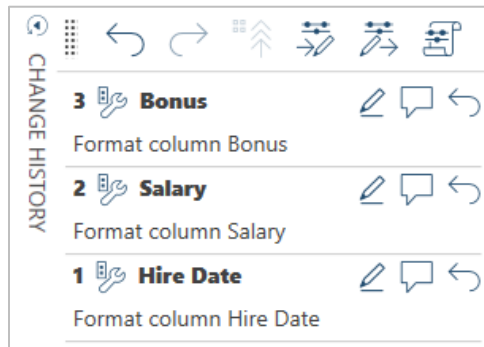 CHANGE HISTORY
3 Bonus
Format column Bonus
2 Salary
Format column Salary
1 Hire Date
Format column Hire Date